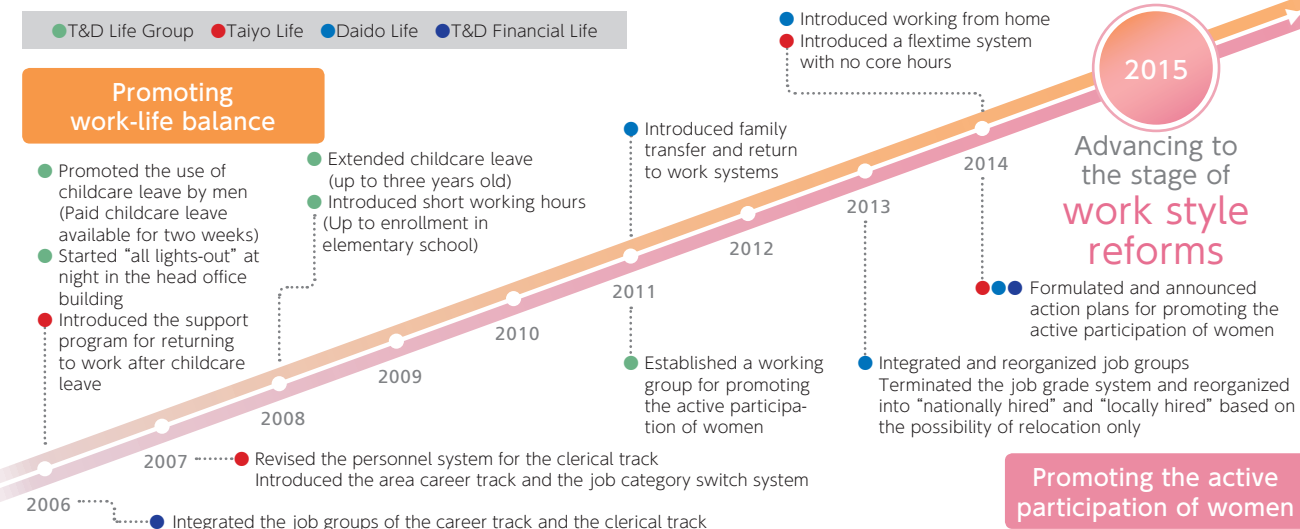 T&D Life Group Taiyo Life Daido Life T&D Financial Life
Promoting
work-life balance
Promoted the use of
childcare leave by men
(Paid childcare leave
available for two weeks)
Started “all lights-out” at
night in the head office
building
Introduced the support
program for returning
to work after childcare
leave
Extended childcare leave
(up to three years old)
Introduced short working hours
(Up to enrollment in
elementary school)
Introduced family
transfer and return
to work systems
Introduced working from home
Introduced a flextime system
with no core hours
2015
Advancing to
the stage of
work style
reforms
2014
2013
2012
2011
2010
2009
2008
2007
2006
Formulated and announced
action plans for promoting the
active participation of women
Established a working
group for promoting
the active participa-
tion of women
Integrated and reorganized job groups
Terminated the job grade system and reorganized
into “nationally hired” and “locally hired” based on
the possibility of relocation only
Revised the personnel system for the clerical track
Introduced the area career track and the job category switch system
Integrated the job groups of the career track and the clerical track
Promoting the active
participation of women